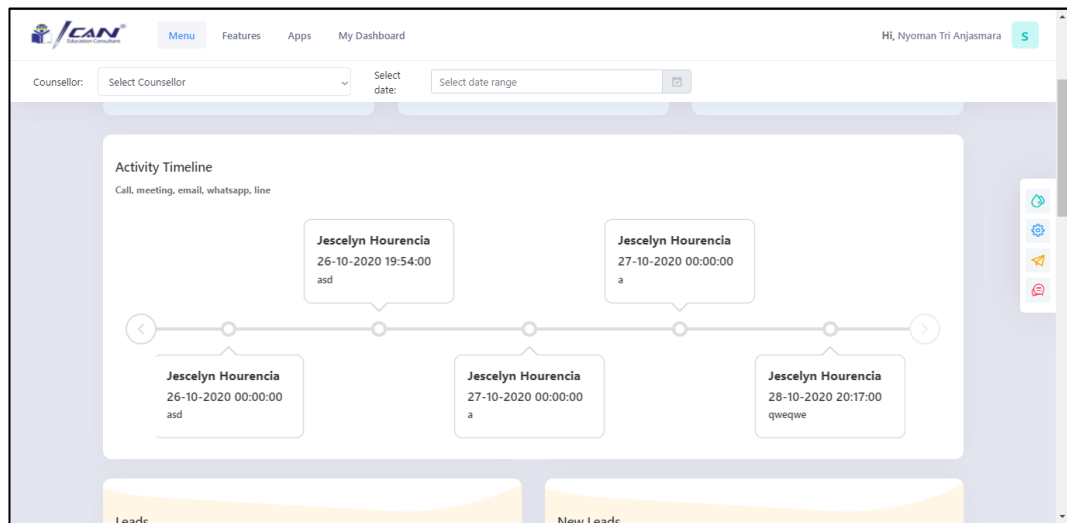 ICAN®
Education Consultant
Menu
Features
Apps
My Dashboard
Hi, Nyoman Tri Anjasmara
S
Counsellor:
Select Counsellor
Select
date:
Select date range
Activity Timeline
Call, meeting, email, whatsapp, line
Jescelyn Hourencia
26-10-2020 19:54:00
asd
Jescelyn Hourencia
27-10-2020 00:00:00
a
Jescelyn Hourencia
26-10-2020 00:00:00
asd
Jescelyn Hourencia
27-10-2020 00:00:00
a
Jescelyn Hourencia
28-10-2020 20:17:00
qweqwe
Leads
New Leads